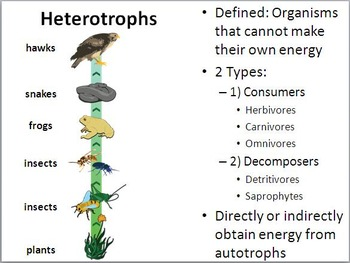 Heterotrophs
hawks
snakes
frogs
insects
insects
plants
• Defined: Organisms
that cannot make
their own energy
• 2 Types:
– 1) Consumers
• Herbivores
• Carnivores
• Omnivores
– 2) Decomposers
• Detritivores
• Saprophytes
• Directly or indirectly
obtain energy from
autotrophs